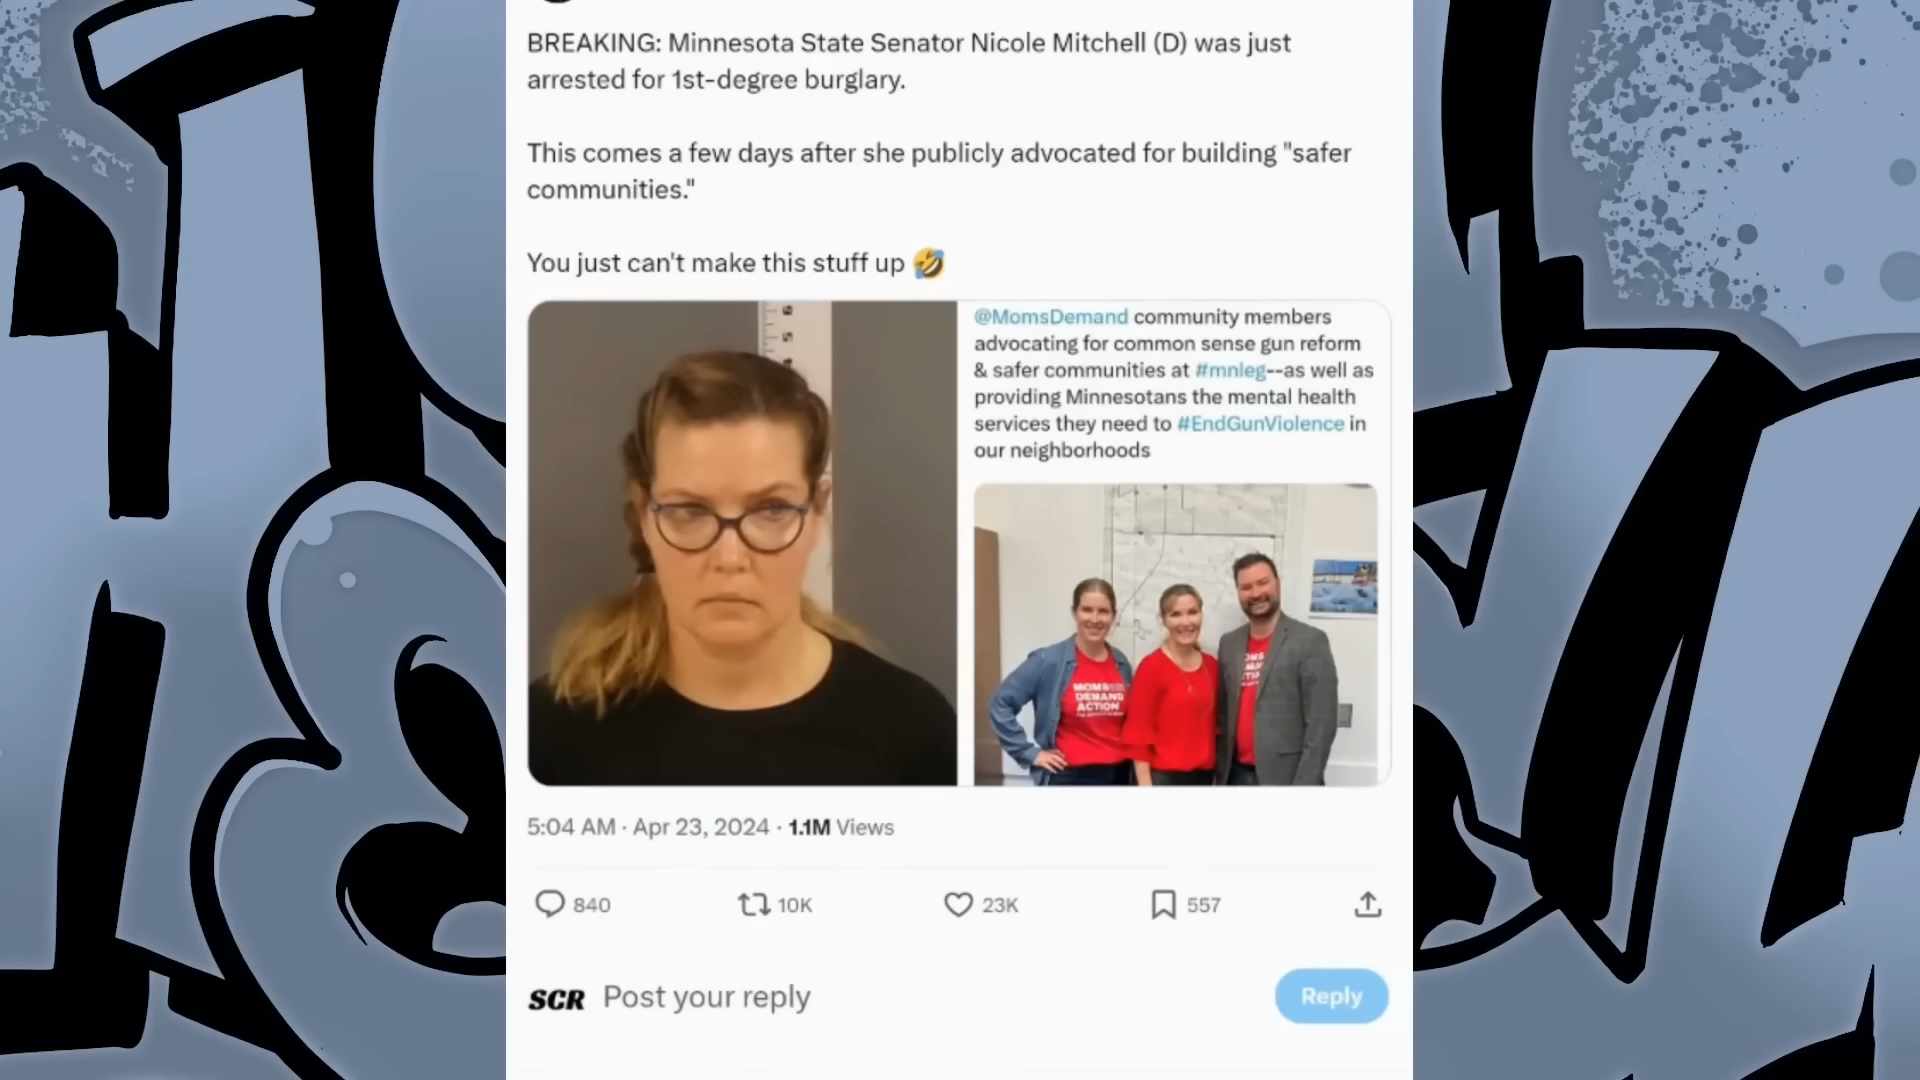 BREAKING: Minnesota State Senator Nicole Mitchell (D) was just
arrested for 1st-degree burglary.
This comes a few days after she publicly advocated for building "safer
communities."
You just can't make this stuff up 🤣
@MomsDemand community members
advocating for common sense gun reform
& safer communities at #mnleg--as well as
providing Minnesotans the mental health
services they need to #EndGunViolence in
our neighborhoods
MOMS
DEMAND
ACTION
5:04 AM · Apr 23, 2024 · 1.1M Views
840 10K 23K 557
SCR Post your reply Reply